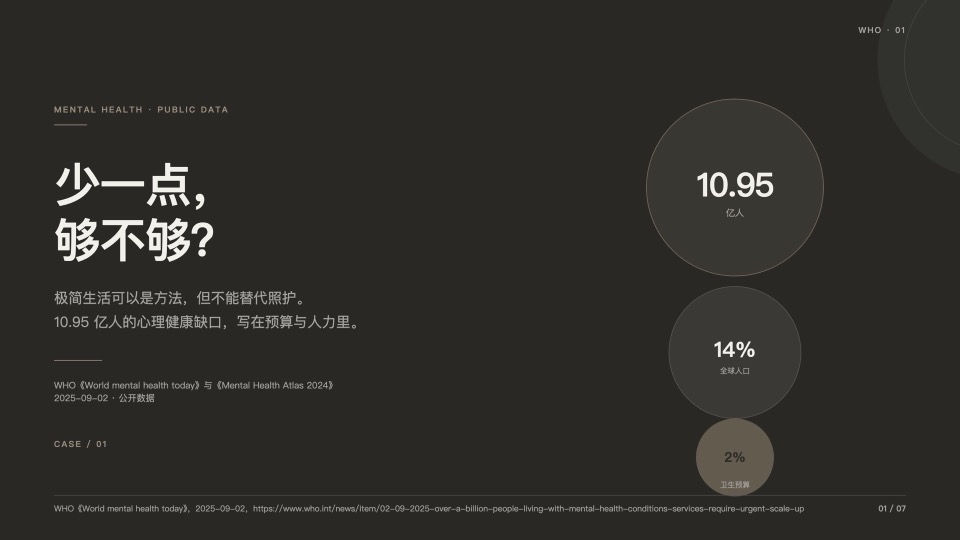 WHO · 01
MENTAL HEALTH · PUBLIC DATA
少一点，
够不够？
极简生活可以是方法，但不能替代照护。
10.95 亿人的心理健康缺口，写在预算与人力里。
WHO《World mental health today》与《Mental Health Atlas 2024》
2025-09-02 · 公开数据
CASE / 01
10.95
亿人
14%
全球人口
2%
卫生预算
WHO《World mental health today》，2025-09-02，https://www.who.int/news/item/02-09-2025-over-a-billion-people-living-with-mental-health-conditions-services-require-urgent-scale-up
01 / 07